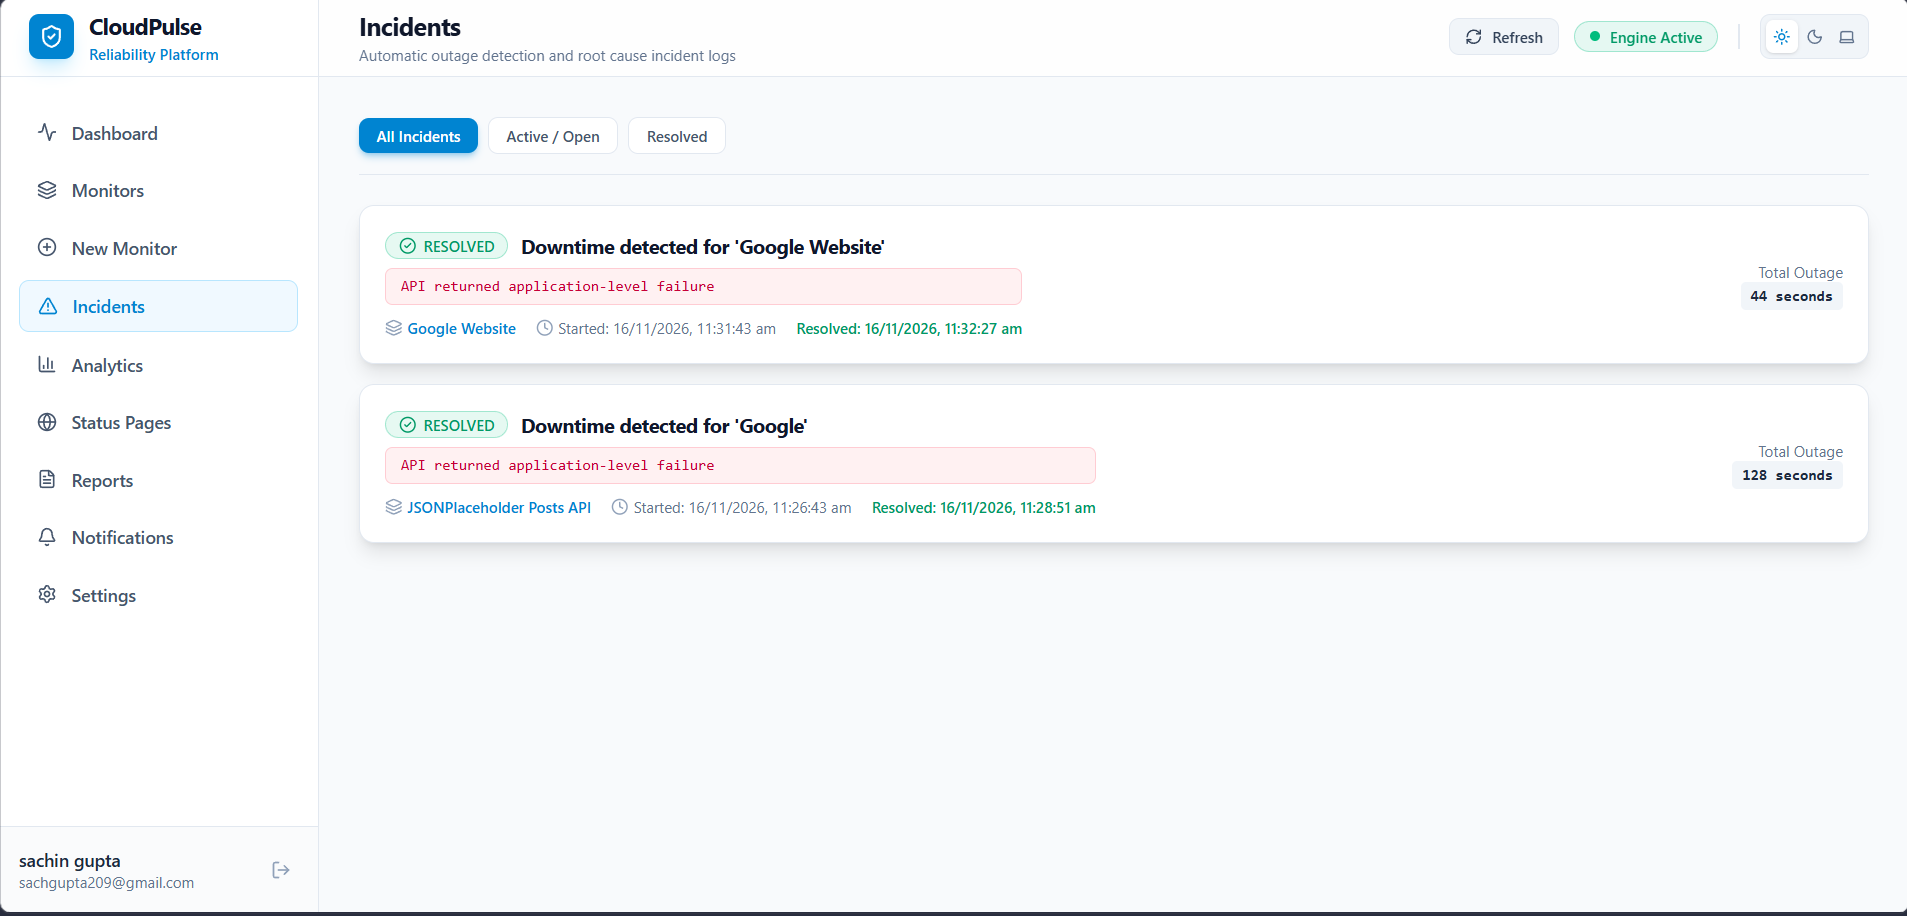 CloudPulse
Reliability Platform
Incidents
Automatic outage detection and root cause incident logs
Refresh
Engine Active
Dashboard
Monitors
New Monitor
Incidents
Analytics
Status Pages
Reports
Notifications
Settings
sachin gupta
sachgupta209@gmail.com
All Incidents
Active / Open
Resolved
RESOLVED Downtime detected for 'Google Website'
API returned application-level failure
Google Website Started: 16/11/2026, 11:31:43 am Resolved: 16/11/2026, 11:32:27 am
Total Outage
44 seconds
RESOLVED Downtime detected for 'Google'
API returned application-level failure
JSONPlaceholder Posts API Started: 16/11/2026, 11:26:43 am Resolved: 16/11/2026, 11:28:51 am
Total Outage
128 seconds